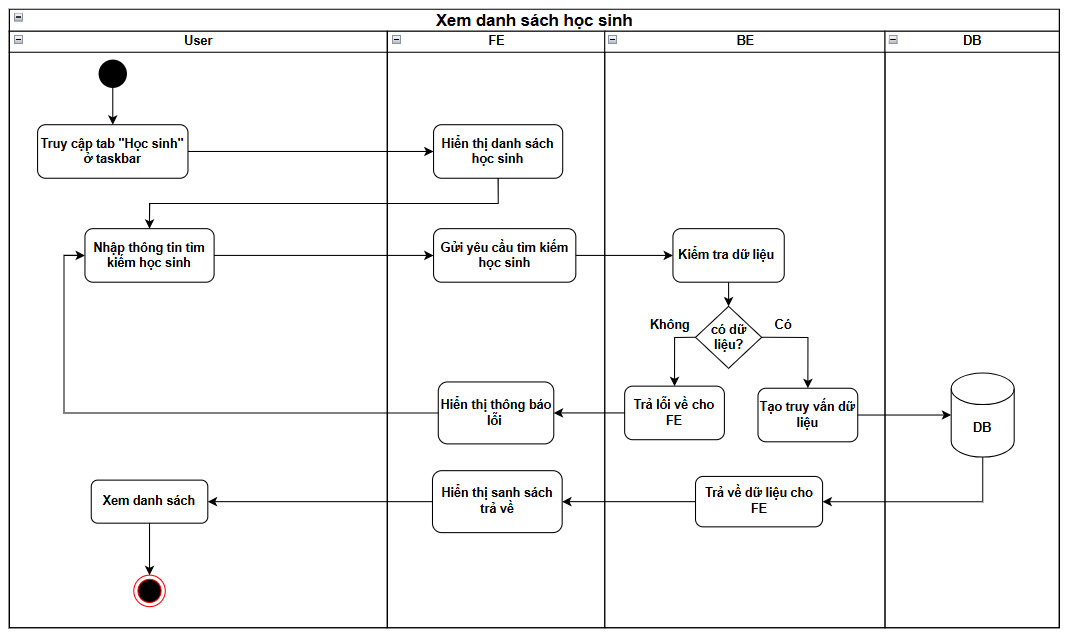 Xem danh sách học sinh
User
FE
BE
DB
Truy cập tab "Học sinh"
ở taskbar
Hiển thị danh sách
học sinh
Nhập thông tin tìm
kiếm học sinh
Gửi yêu cầu tìm kiếm
học sinh
Kiểm tra dữ liệu
Không
có dữ
liệu?
Có
Hiển thị thông báo
lỗi
Trả lỗi về cho
FE
Tạo truy vấn dữ
liệu
DB
Xem danh sách
Hiển thị sanh sách
trả về
Trả về dữ liệu cho
FE